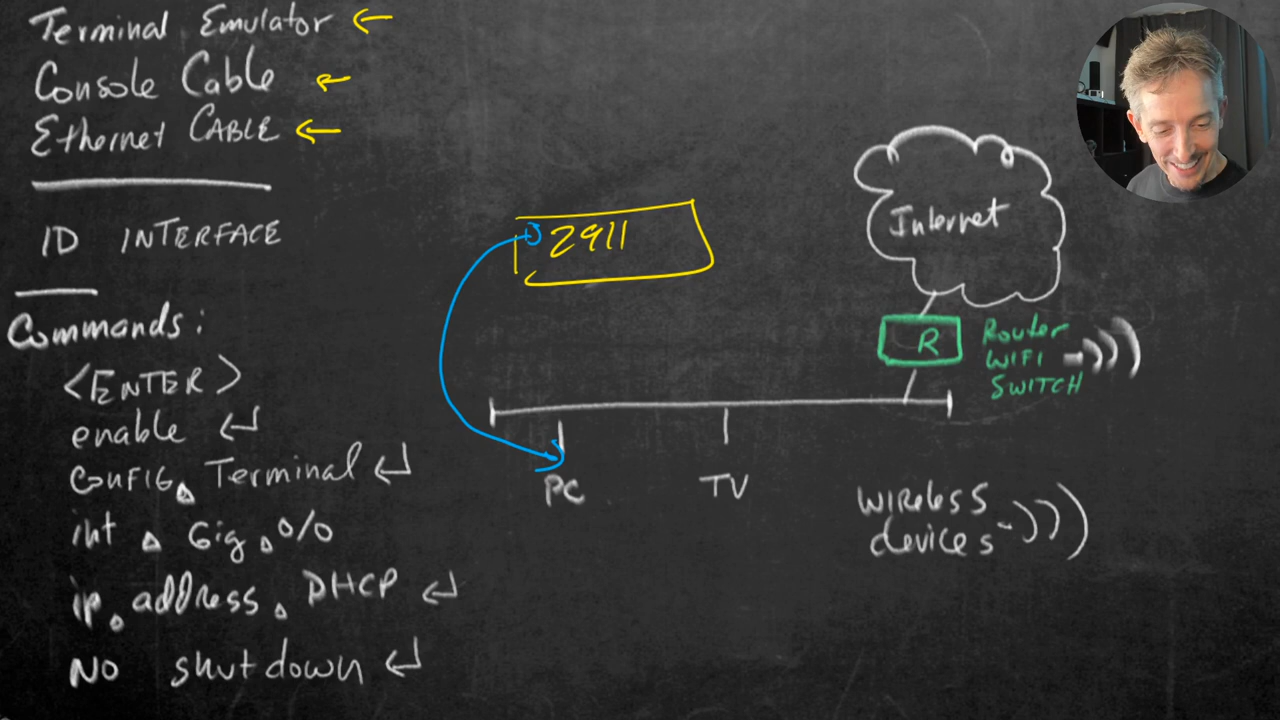 Terminal Emulator ←
Console Cable ←
Ethernet CABLE ←
ID INTERFACE
Commands:
<ENTER>
enable ↵
CONFIG▵Terminal ↵
int ▵ Gig▵0/0
ip▵address▵DHCP ↵
NO shutdown ↵
2911
Internet
R
Router
WIFI
SWITCH
PC
TV
WIReless
devices